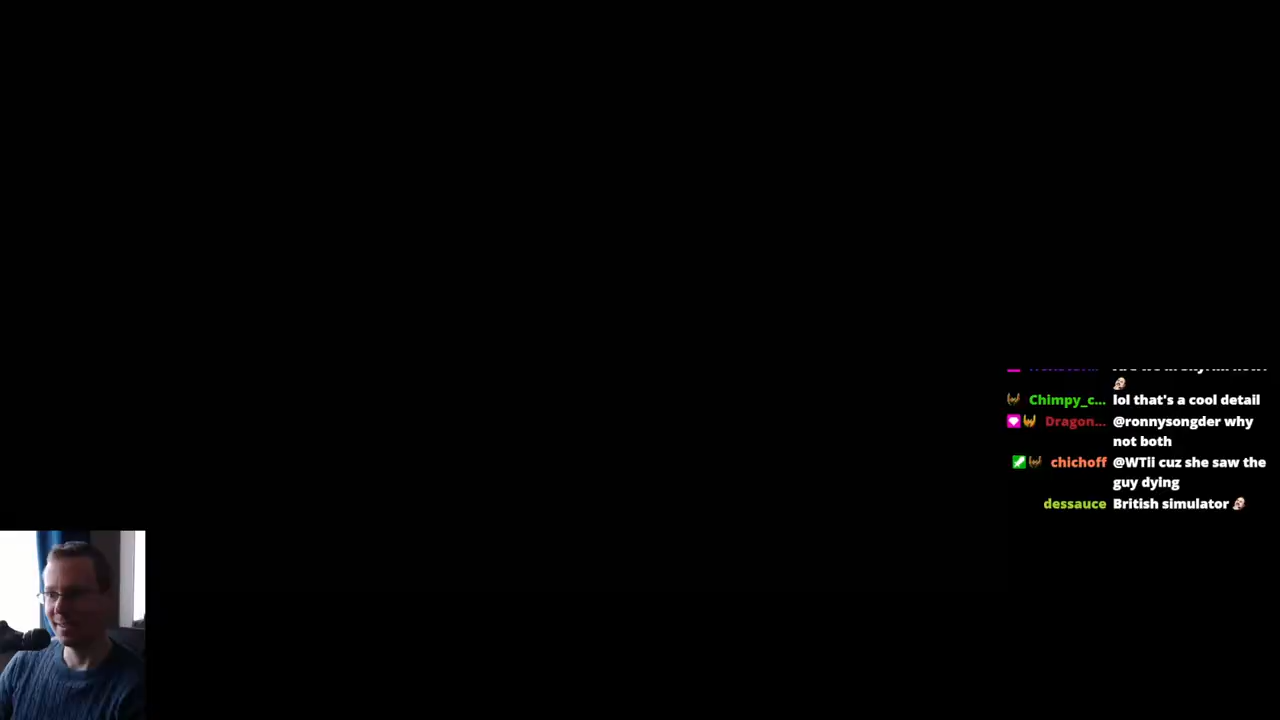 Chimpy_c... lol that's a cool detail
Dragon... @ronnysongder why
not both
chichoff @WTii cuz she saw the
guy dying
dessauce British simulator